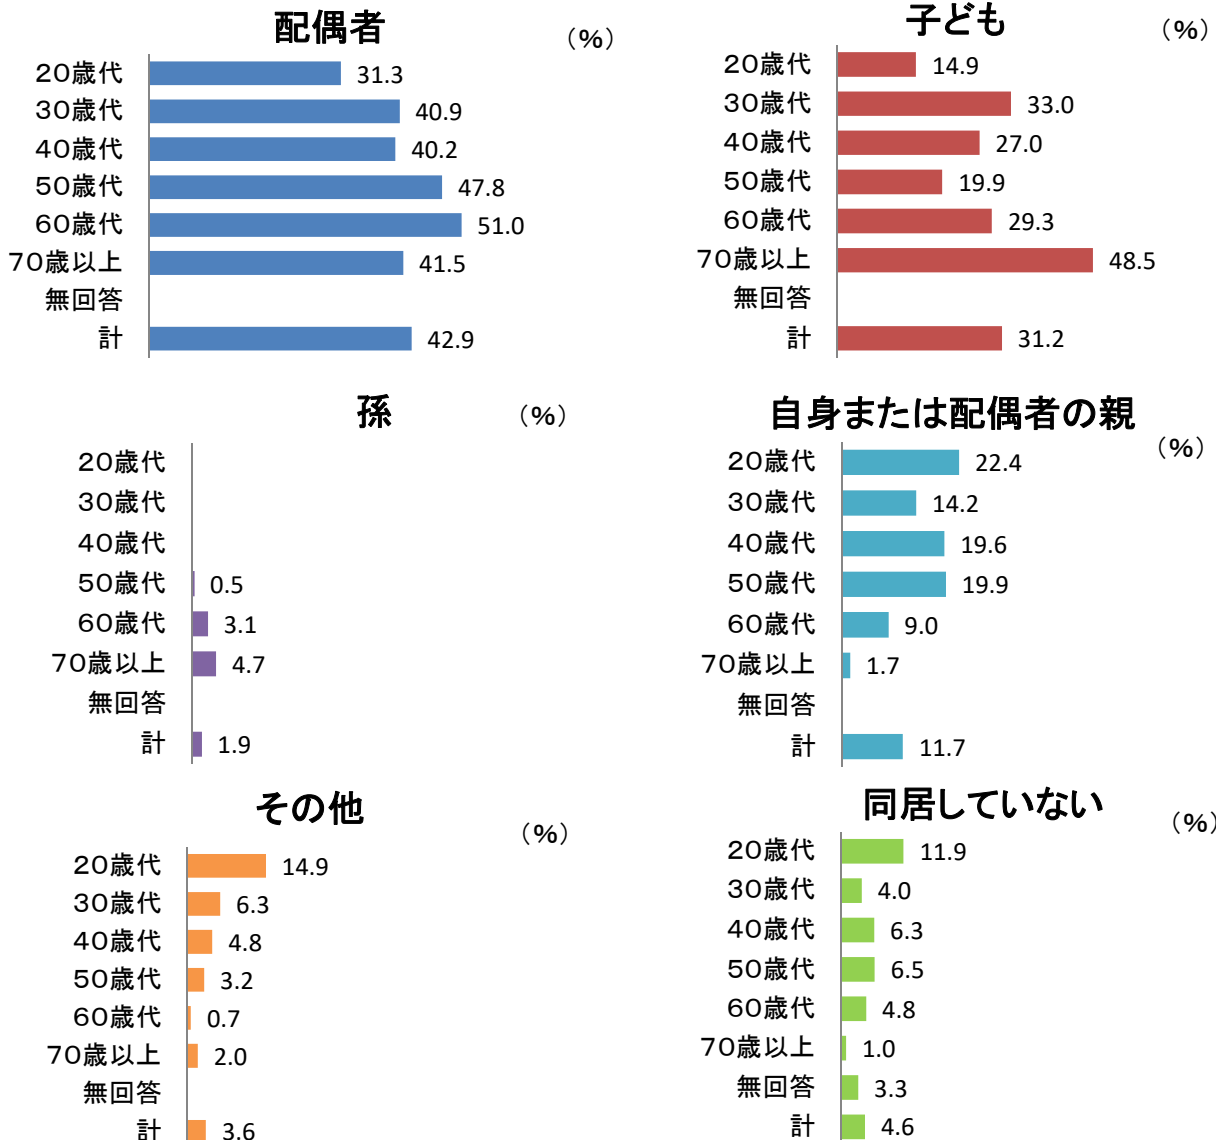 配偶者
（%）
20歳代 31.3
30歳代 40.9
40歳代 40.2
50歳代 47.8
60歳代 51.0
70歳以上 41.5
無回答
計 42.9
子ども
（%）
20歳代 14.9
30歳代 33.0
40歳代 27.0
50歳代 19.9
60歳代 29.3
70歳以上 48.5
無回答
計 31.2
孫
（%）
20歳代
30歳代
40歳代
50歳代 0.5
60歳代 3.1
70歳以上 4.7
無回答
計 1.9
自身または配偶者の親
（%）
20歳代 22.4
30歳代 14.2
40歳代 19.6
50歳代 19.9
60歳代 9.0
70歳以上 1.7
無回答
計 11.7
その他
（%）
20歳代 14.9
30歳代 6.3
40歳代 4.8
50歳代 3.2
60歳代 0.7
70歳以上 2.0
無回答
計 3.6
同居していない
（%）
20歳代 11.9
30歳代 4.0
40歳代 6.3
50歳代 6.5
60歳代 4.8
70歳以上 1.0
無回答 3.3
計 4.6